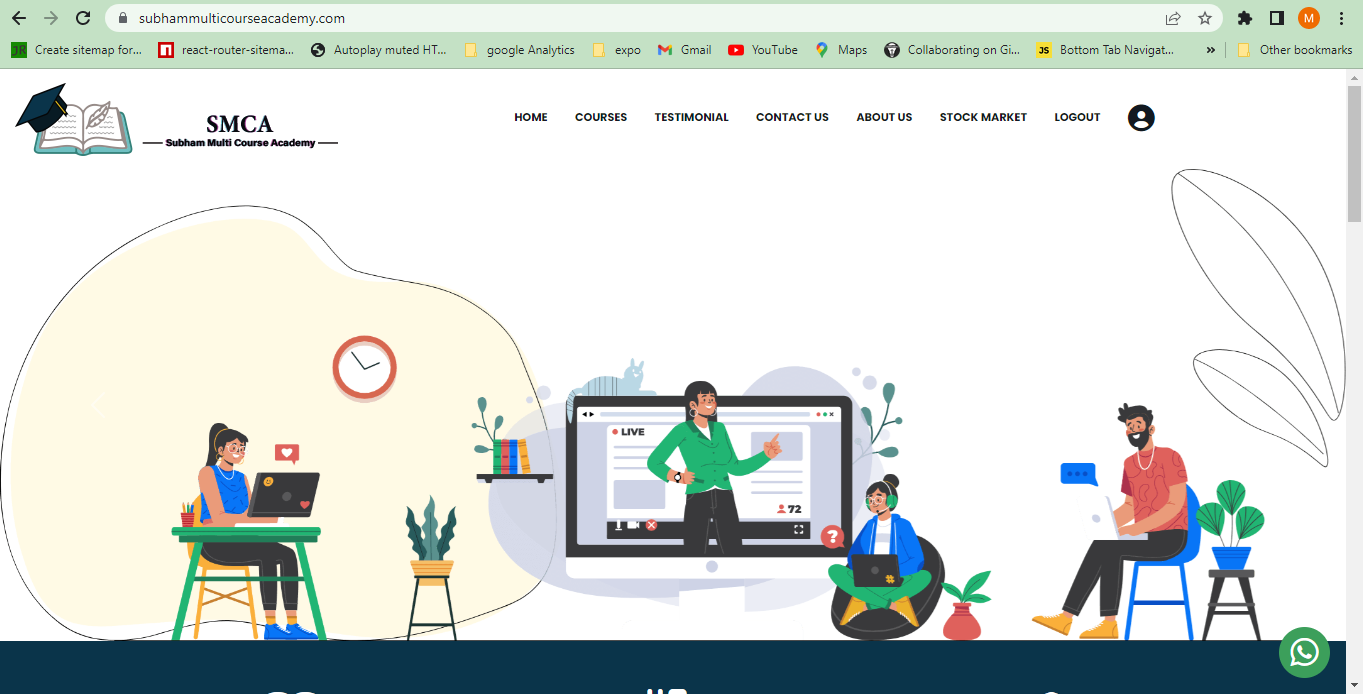 subhammulticourseacademy.com
M
JR Create sitemap for...
react-router-sitema...
Autoplay muted HT...
google Analytics
expo
Gmail
YouTube
Maps
Collaborating on Gi...
JS Bottom Tab Navigat...
»
Other bookmarks
SMCA
Subham Multi Course Academy
HOME
COURSES
TESTIMONIAL
CONTACT US
ABOUT US
STOCK MARKET
LOGOUT
LIVE
72
?